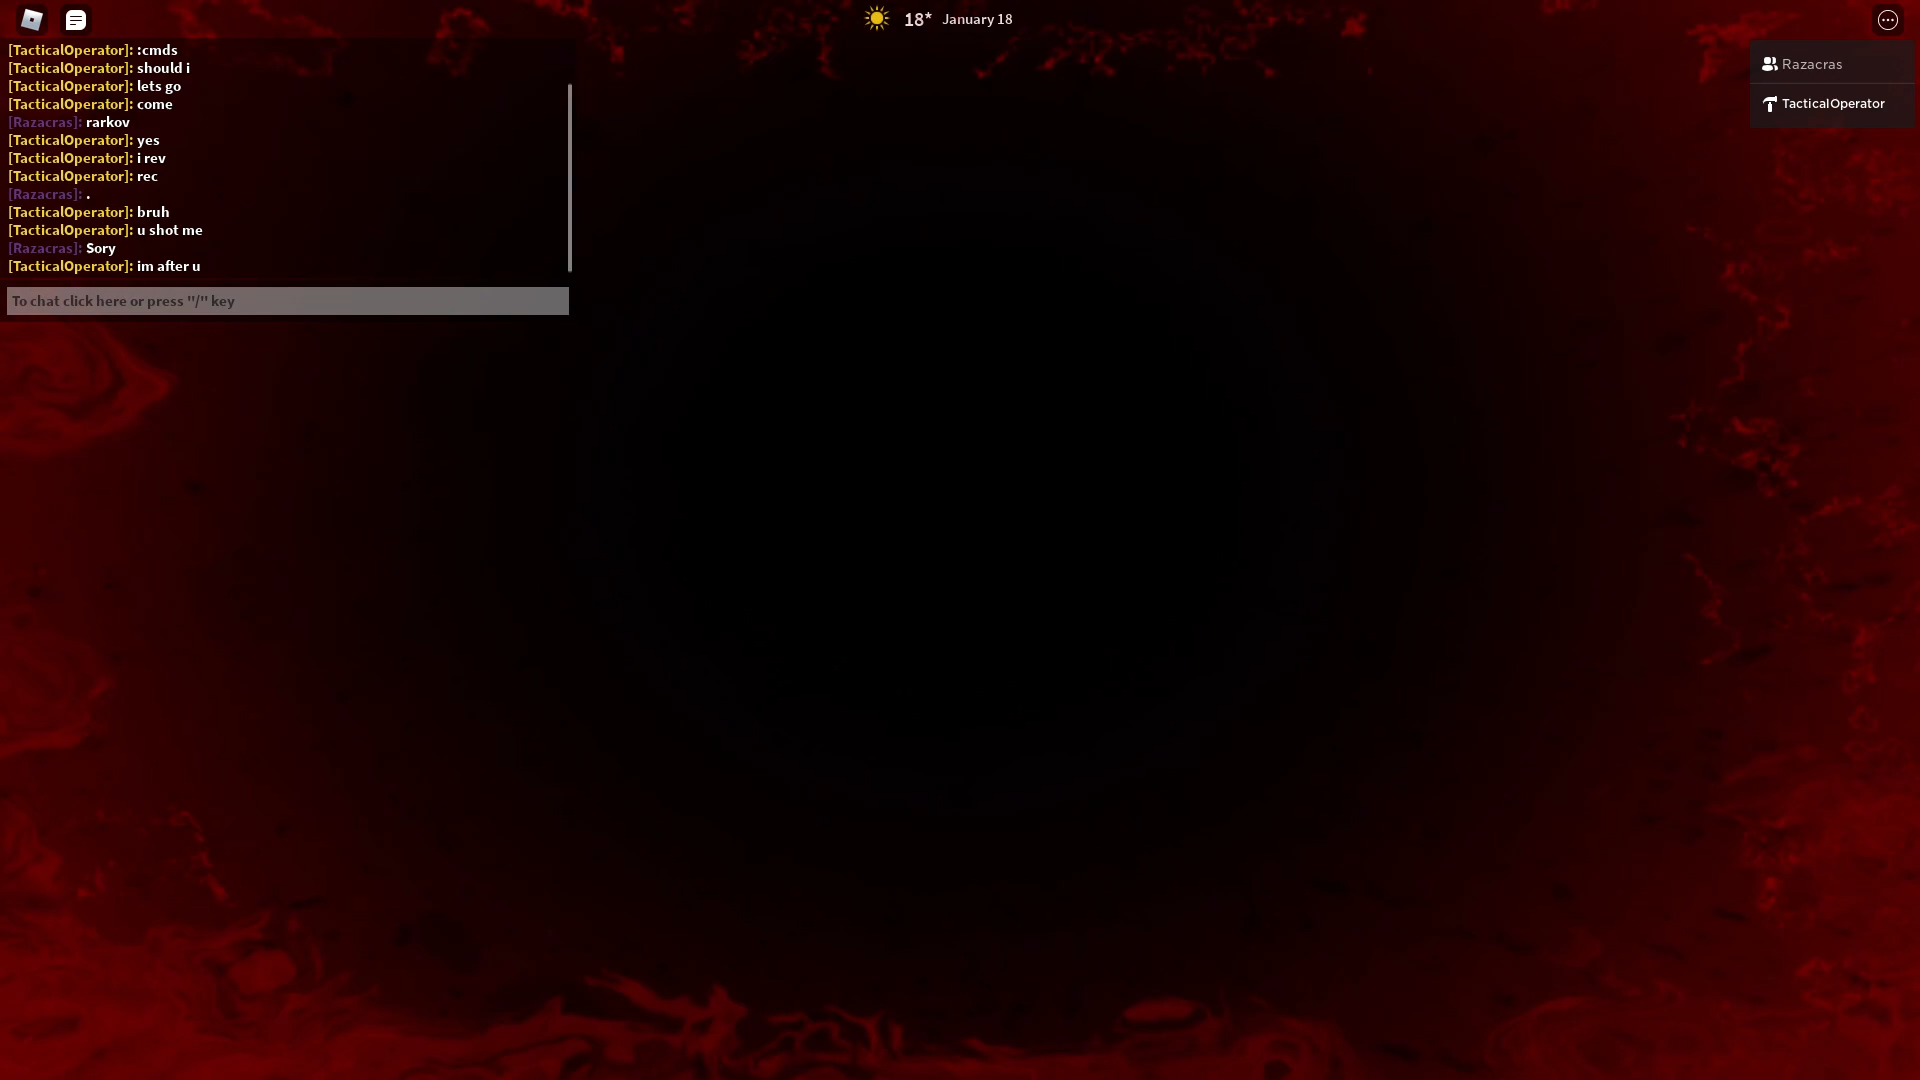 18* January 18
[TacticalOperator]: :cmds
[TacticalOperator]: should i
[TacticalOperator]: lets go
[TacticalOperator]: come
[Razacras]: rarkov
[TacticalOperator]: yes
[TacticalOperator]: i rev
[TacticalOperator]: rec
[Razacras]: .
[TacticalOperator]: bruh
[TacticalOperator]: u shot me
[Razacras]: Sory
[TacticalOperator]: im after u
To chat click here or press "/" key
Razacras
TacticalOperator